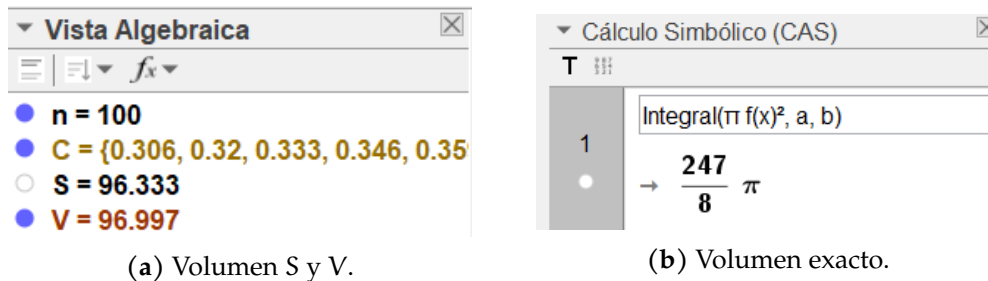 Vista Algebraica
fx
n = 100
C = {0.306, 0.32, 0.333, 0.346, 0.35
S = 96.333
V = 96.997
(a) Volumen S y V.
Cálculo Simbólico (CAS)
T
1
Integral(π f(x)², a, b)
→ 247/8 π
(b) Volumen exacto.